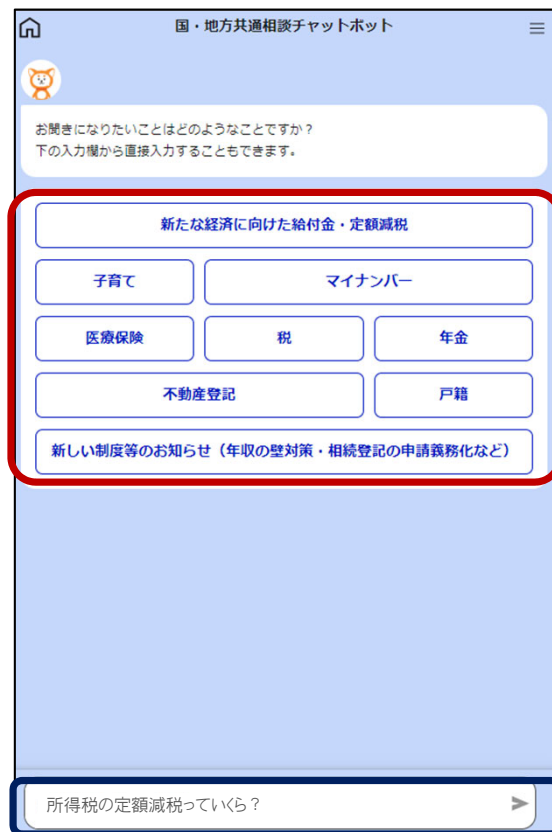 国・地方共通相談チャットボット
お聞きになりたいことはどのようなことですか？
下の入力欄から直接入力することもできます。
新たな経済に向けた給付金・定額減税
子育て
マイナンバー
医療保険
税
年金
不動産登記
戸籍
新しい制度等のお知らせ（年収の壁対策・相続登記の申請義務化など）
所得税の定額減税っていくら？